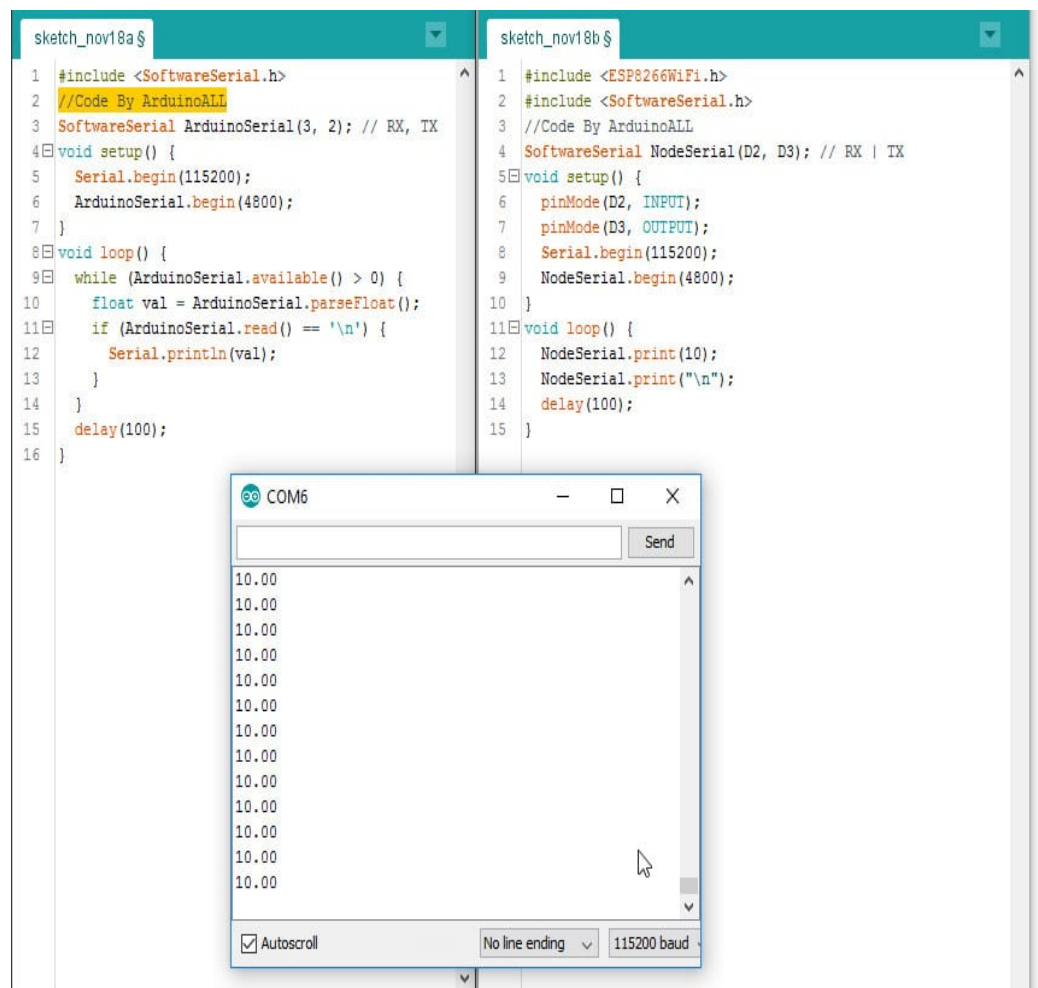 sketch_nov18a §
1 #include <SoftwareSerial.h>
2 //Code By ArduinoALL
3 SoftwareSerial ArduinoSerial(3, 2); // RX, TX
4 void setup() {
5   Serial.begin(115200);
6   ArduinoSerial.begin(4800);
7 }
8 void loop() {
9   while (ArduinoSerial.available() > 0) {
10     float val = ArduinoSerial.parseFloat();
11     if (ArduinoSerial.read() == '\n') {
12       Serial.println(val);
13     }
14   }
15   delay(100);
16 }
sketch_nov18b §
1 #include <ESP8266WiFi.h>
2 #include <SoftwareSerial.h>
3 //Code By ArduinoALL
4 SoftwareSerial NodeSerial(D2, D3); // RX | TX
5 void setup() {
6   pinMode(D2, INPUT);
7   pinMode(D3, OUTPUT);
8   Serial.begin(115200);
9   NodeSerial.begin(4800);
10 }
11 void loop() {
12   NodeSerial.print(10);
13   NodeSerial.print("\n");
14   delay(100);
15 }
COM6
Send
10.00
10.00
10.00
10.00
10.00
10.00
10.00
10.00
10.00
10.00
10.00
10.00
10.00
Autoscroll
No line ending
115200 baud